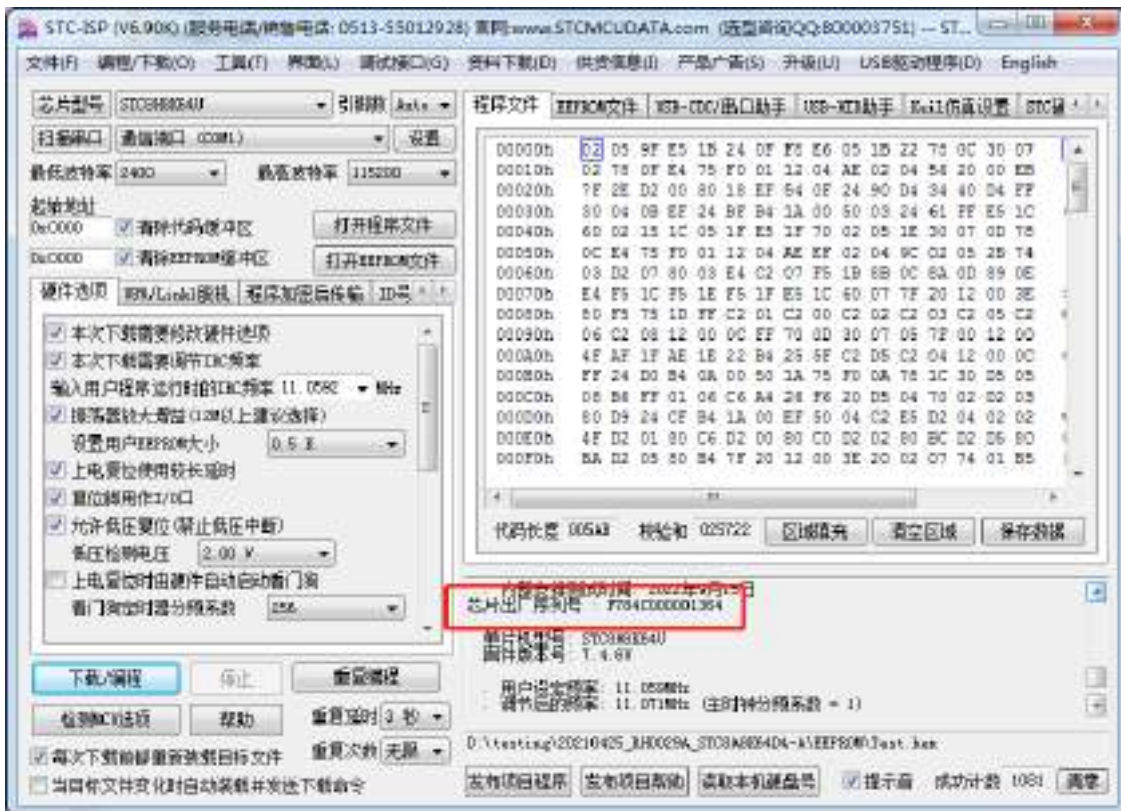 STC-ISP (V6.90K) (服务电话/销售电话: 0513-55012928) 官网:www.STCMCUDATA.com (选型咨询QQ:800003751) --- ST...
文件(F) 编程/下载(O) 工具(T) 界面(L) 调试接口(G) 资料下载(D) 供货信息(I) 产品广告(S) 升级(U) USB驱动程序(D) English
芯片型号 STC8H8K64U 引脚数 Auto
扫描串口 通信端口 (COM1) 设置
最低波特率 2400 最高波特率 115200
起始地址
0x0000 清除代码缓冲区 打开程序文件
0x0000 清除EEPROM缓冲区 打开EEPROM文件
硬件选项 程序加密后传输 ID号
本次下载需要修改硬件选项
本次下载需要调节IRC频率
输入用户程序运行时的IRC频率 11.0592 MHz
振荡器放大增益(12M以上建议选择)
设置用户EEPROM大小 0.5 K
上电复位使用较长延时
复位脚用作I/O口
允许低压复位(禁止低压中断)
低压检测电压 2.00 V
上电复位时由硬件自动启动看门狗
看门狗定时器分频系数 256
下载/编程 停止 重复编程
检测MCU选项 帮助 重复延时 3 秒
每次下载前都重新装载目标文件 重复次数 无限
当目标文件变化时自动装载并发送下载命令
程序文件 EEPROM文件 USB-CDC/串口助手 USB-HID助手 Keil仿真设置
00000h 02 05 9F E5 1B 24 0F F8 E6 05 1B 22 78 0C 30 07
00010h 02 78 0F E4 75 F0 01 12 04 AE 02 04 56 20 00 EB
00020h 7F 2E D2 00 80 18 EF 54 0F 24 90 D4 34 40 D4 FF
00030h 30 04 0B EF 24 BF B4 1A 00 50 03 24 61 FF E5 1C
00040h 60 02 15 1C 05 1F E5 1F 70 02 05 1E 30 07 0D 78
00050h 0C E4 75 F0 01 12 04 AE EF 02 04 9C 02 05 2B 74
00060h 03 D2 07 80 03 E4 C2 07 F5 1B 8B 0C 8A 0D 89 0E
00070h E4 F5 1C F5 1E F5 1F E5 1C 60 07 7F 20 12 00 3E
00080h 80 F5 75 1D FF C2 01 C2 00 C2 02 C2 03 C2 05 C2
00090h 06 C2 08 12 00 0C FF 70 0D 30 07 05 7F 00 12 00
000A0h 4F AF 1F AE 1E 22 B4 25 5F C2 D5 C2 04 12 00 0C
000B0h FF 24 D0 B4 0A 00 50 1A 75 F0 0A 78 1C 30 D5 05
000C0h 08 B6 FF 01 06 C6 A4 26 F6 20 D5 04 70 02 D2 03
000D0h 80 D9 24 CF B4 1A 00 EF 50 04 C2 E5 D2 04 02 02
000E0h 4F D2 01 80 C6 D2 00 80 C0 D2 02 80 BC D2 D5 80
000F0h BA D2 05 80 B4 7F 20 12 00 3E 20 02 07 74 01 B5
代码长度 005AB 校验和 025722 区域填充 清空区域 保存数据
芯片出厂序列号 : F784C000001364
单片机型号: STC8H8K64U
固件版本号: 7.4.6V
用户设定频率: 11.059MHz
调节后的频率: 11.071MHz (主时钟分频系数 = 1)
发布项目程序 发布项目帮助 读取本机硬盘号 提示音 成功计数 1081 清零